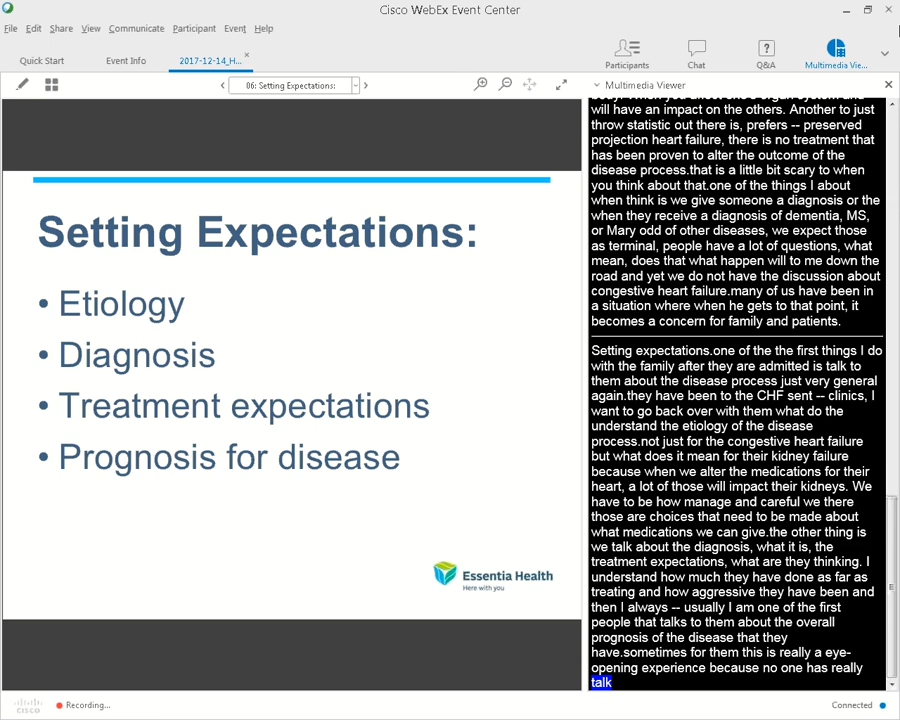 Cisco WebEx Event Center
File Edit Share View Communicate Participant Event Help
Quick Start Event Info 2017-12-14_H...
Participants Chat Q&A Multimedia Vie...
06: Setting Expectations:
Multimedia Viewer
Setting Expectations:
• Etiology
• Diagnosis
• Treatment expectations
• Prognosis for disease
Essentia Health
Here with you
will have an impact on the others. Another to just
throw statistic out there is, prefers -- preserved
projection heart failure, there is no treatment that
has been proven to alter the outcome of the
disease process.that is a little bit scary to when
you think about that.one of the things I about
when think is we give someone a diagnosis or the
when they receive a diagnosis of dementia, MS,
or Mary odd of other diseases, we expect those
as terminal, people have a lot of questions, what
mean, does that what happen will to me down the
road and yet we do not have the discussion about
congestive heart failure.many of us have been in
a situation where when he gets to that point, it
becomes a concern for family and patients.
Setting expectations.one of the the first things I do
with the family after they are admitted is talk to
them about the disease process just very general
again.they have been to the CHF sent -- clinics, I
want to go back over with them what do the
understand the etiology of the disease
process.not just for the congestive heart failure
but what does it mean for their kidney failure
because when we alter the medications for their
heart, a lot of those will impact their kidneys. We
have to be how manage and careful we there
those are choices that need to be made about
what medications we can give.the other thing is
we talk about the diagnosis, what it is, the
treatment expectations, what are they thinking. I
understand how much they have done as far as
treating and how aggressive they have been and
then I always -- usually I am one of the first
people that talks to them about the overall
prognosis of the disease that they
have.sometimes for them this is really a eye-
opening experience because no one has really
talk
cisco Recording... Connected